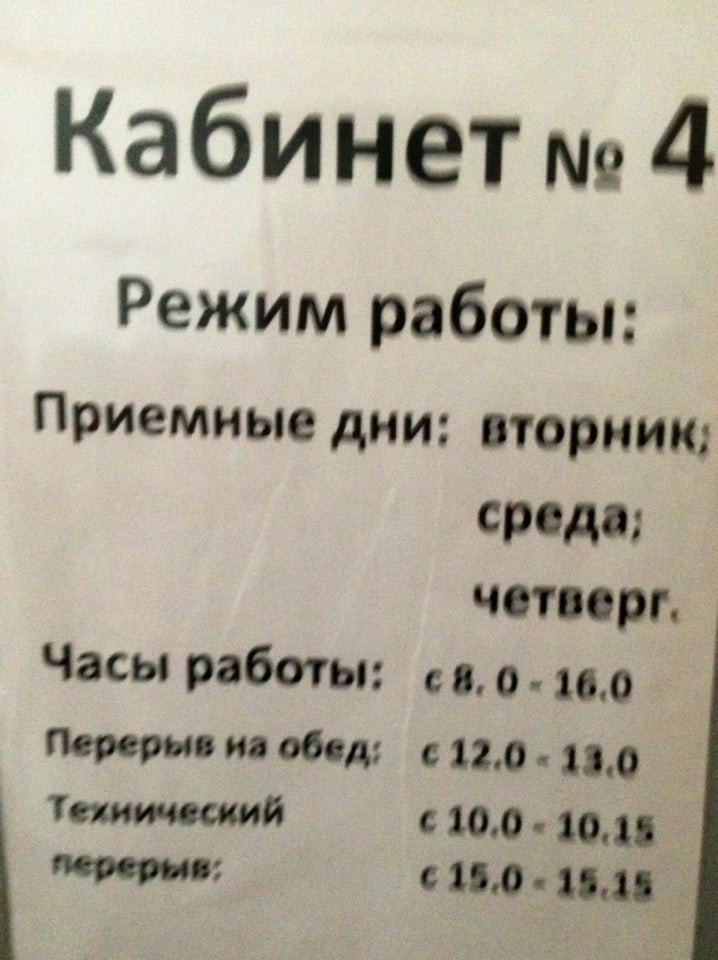 Кабинет № 4
Режим работы:
Приемные дни: вторник;
среда;
четверг.
Часы работы: с 8.0 - 16.0
Перерыв на обед: с 12.0 - 13.0
Технический с 10.0 - 10.15
перерыв: с 15.0 - 15.15